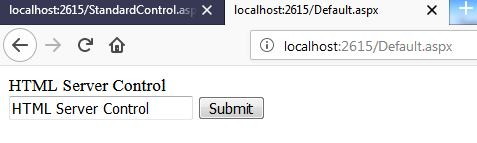 localhost:2615/StandardControl.asp
localhost:2615/Default.aspx
localhost:2615/Default.aspx
HTML Server Control
HTML Server Control
Submit